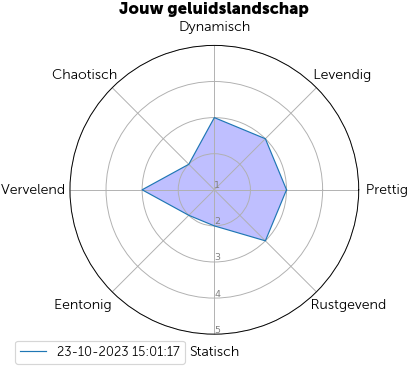 Jouw geluidslandschap
Dynamisch
Chaotisch
Levendig
Vervelend
1
Prettig
2
3
4
Eentonig
Rustgevend
5
23-10-2023 15:01:17
Statisch